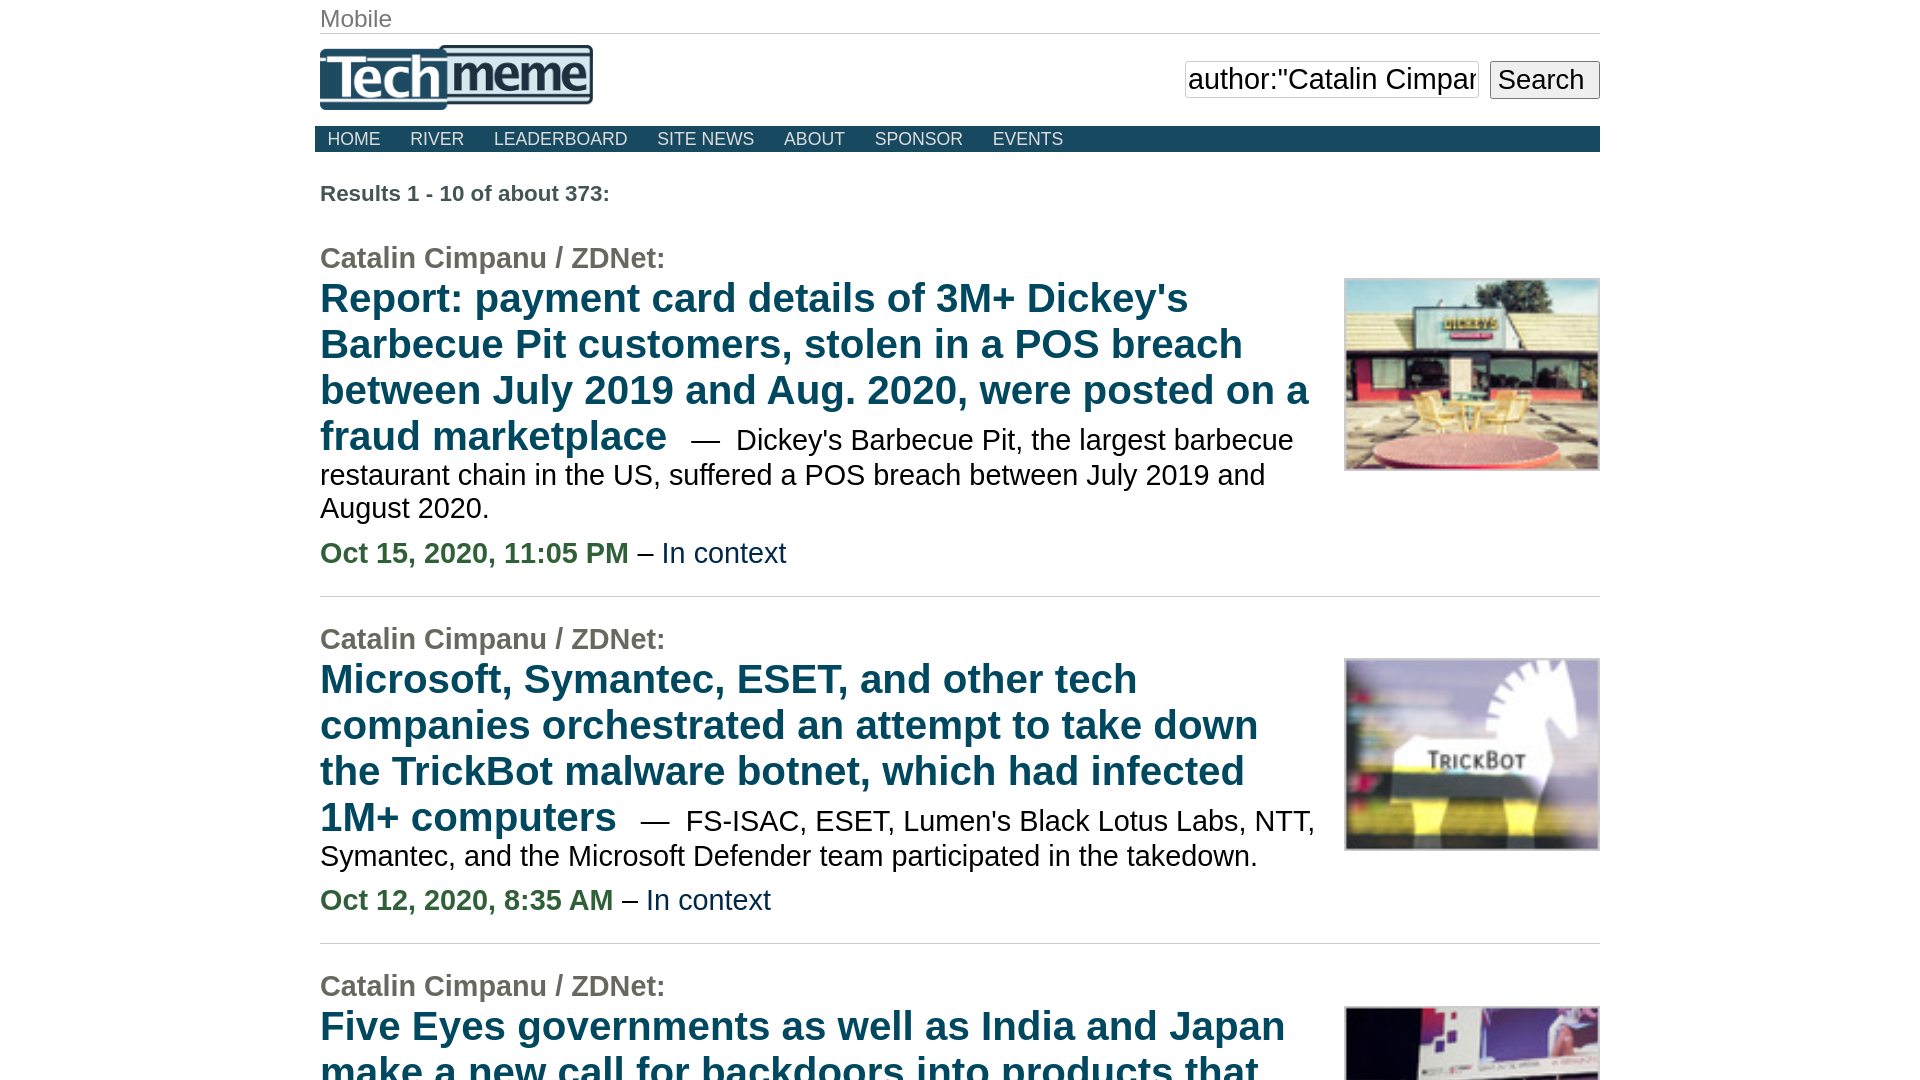 Mobile
Techmeme
author:"Catalin Cimpan
Search
HOME RIVER LEADERBOARD SITE NEWS ABOUT SPONSOR EVENTS
Results 1 - 10 of about 373:
Catalin Cimpanu / ZDNet:
Report: payment card details of 3M+ Dickey's
Barbecue Pit customers, stolen in a POS breach
between July 2019 and Aug. 2020, were posted on a
fraud marketplace — Dickey's Barbecue Pit, the largest barbecue
restaurant chain in the US, suffered a POS breach between July 2019 and
August 2020.
Oct 15, 2020, 11:05 PM – In context
DICKEY'S
Catalin Cimpanu / ZDNet:
Microsoft, Symantec, ESET, and other tech
companies orchestrated an attempt to take down
the TrickBot malware botnet, which had infected
1M+ computers — FS-ISAC, ESET, Lumen's Black Lotus Labs, NTT,
Symantec, and the Microsoft Defender team participated in the takedown.
Oct 12, 2020, 8:35 AM – In context
TRICKBOT
Catalin Cimpanu / ZDNet:
Five Eyes governments as well as India and Japan
make a new call for backdoors into products that